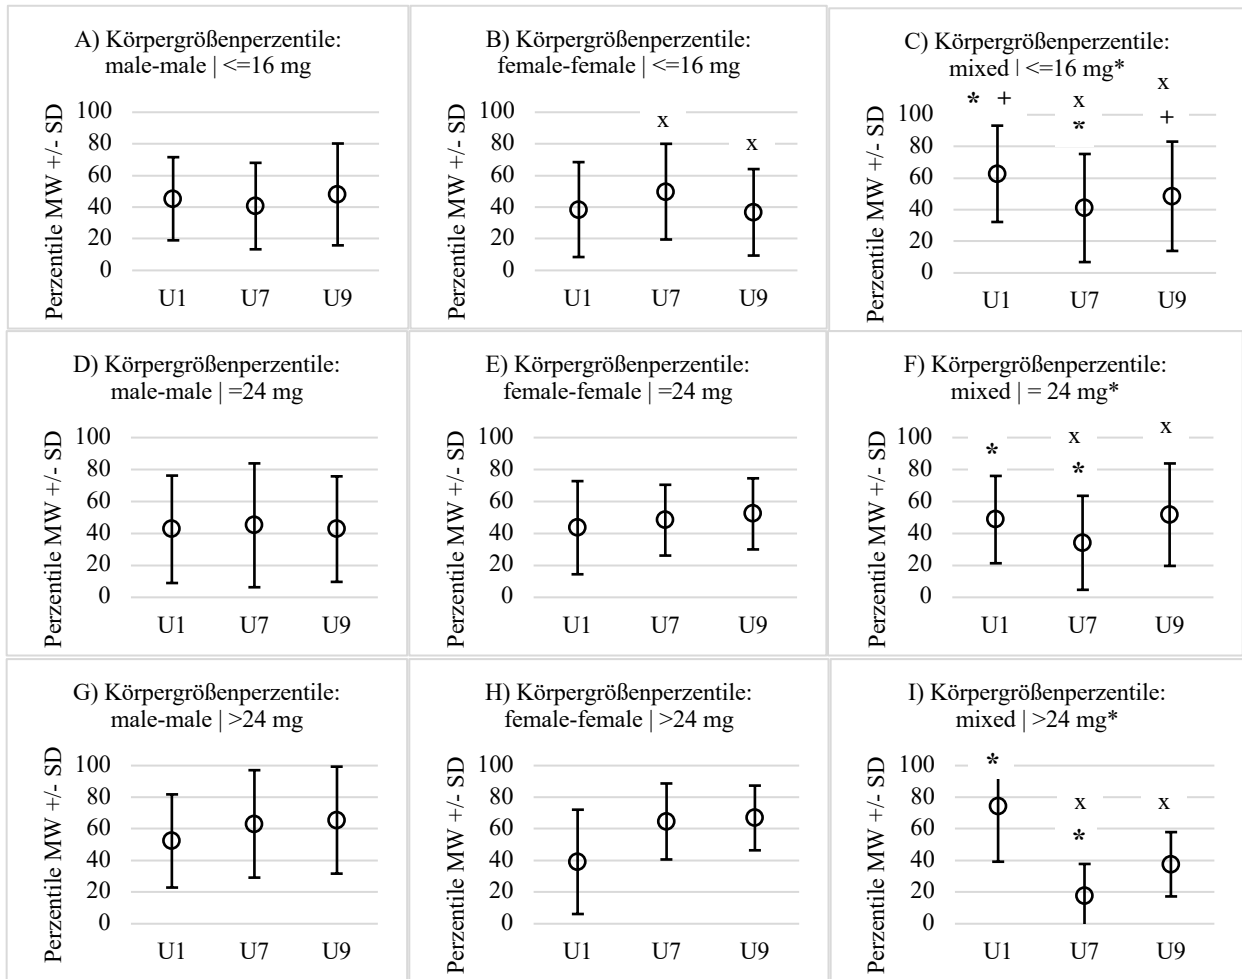 A) Körpergrößenperzentile:
male-male | <=16 mg
Perzentile MW +/- SD
100
80
60
40
20
0
U1 U7 U9
B) Körpergrößenperzentile:
female-female | <=16 mg
Perzentile MW +/- SD
100
80
60
40
20
0
x
x
U1 U7 U9
C) Körpergrößenperzentile:
mixed | <=16 mg*
Perzentile MW +/- SD
100
80
60
40
20
0
* +
x
*
x
+
U1 U7 U9
D) Körpergrößenperzentile:
male-male | =24 mg
Perzentile MW +/- SD
100
80
60
40
20
0
U1 U7 U9
E) Körpergrößenperzentile:
female-female | =24 mg
Perzentile MW +/- SD
100
80
60
40
20
0
U1 U7 U9
F) Körpergrößenperzentile:
mixed | = 24 mg*
Perzentile MW +/- SD
100
80
60
40
20
0
*
x
*
x
U1 U7 U9
G) Körpergrößenperzentile:
male-male | >24 mg
Perzentile MW +/- SD
100
80
60
40
20
0
U1 U7 U9
H) Körpergrößenperzentile:
female-female | >24 mg
Perzentile MW +/- SD
100
80
60
40
20
0
U1 U7 U9
I) Körpergrößenperzentile:
mixed | >24 mg*
Perzentile MW +/- SD
100
80
60
40
20
0
*
x
*
x
U1 U7 U9